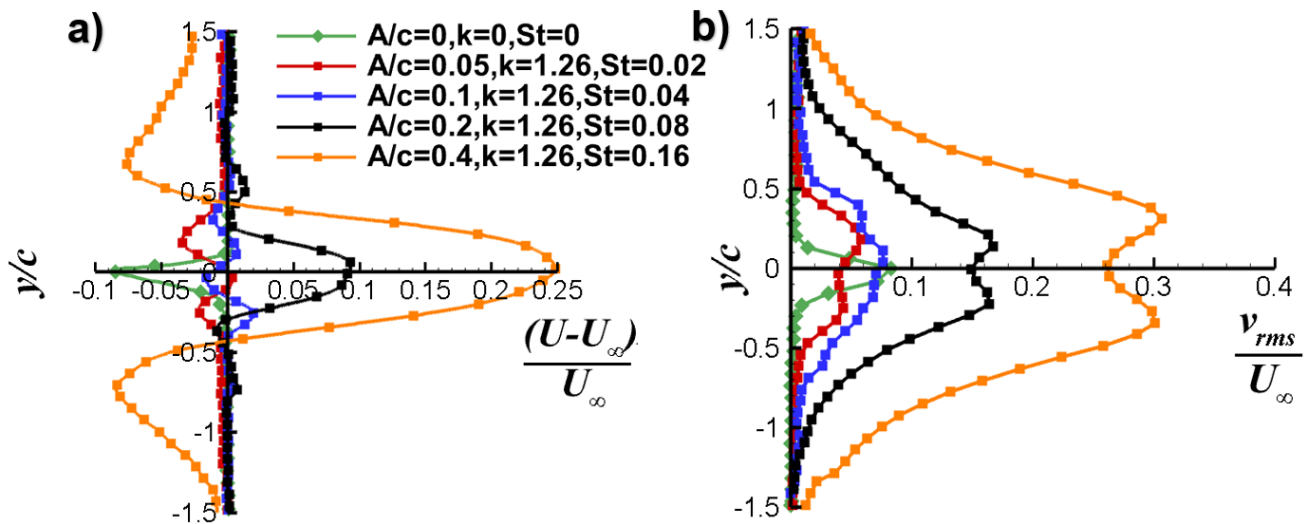 a)
1.5
1
0.5
0
-0.5
-1
-1.5
y/c
-0.1
-0.05
0.05
0.1
0.15
0.2
0.25
(U-U∞)
U∞
A/c=0,k=0,St=0
A/c=0.05,k=1.26,St=0.02
A/c=0.1,k=1.26,St=0.04
A/c=0.2,k=1.26,St=0.08
A/c=0.4,k=1.26,St=0.16
b)
1.5
1
0.5
0
-0.5
-1
-1.5
y/c
0.1
0.2
0.3
0.4
vrms
U∞